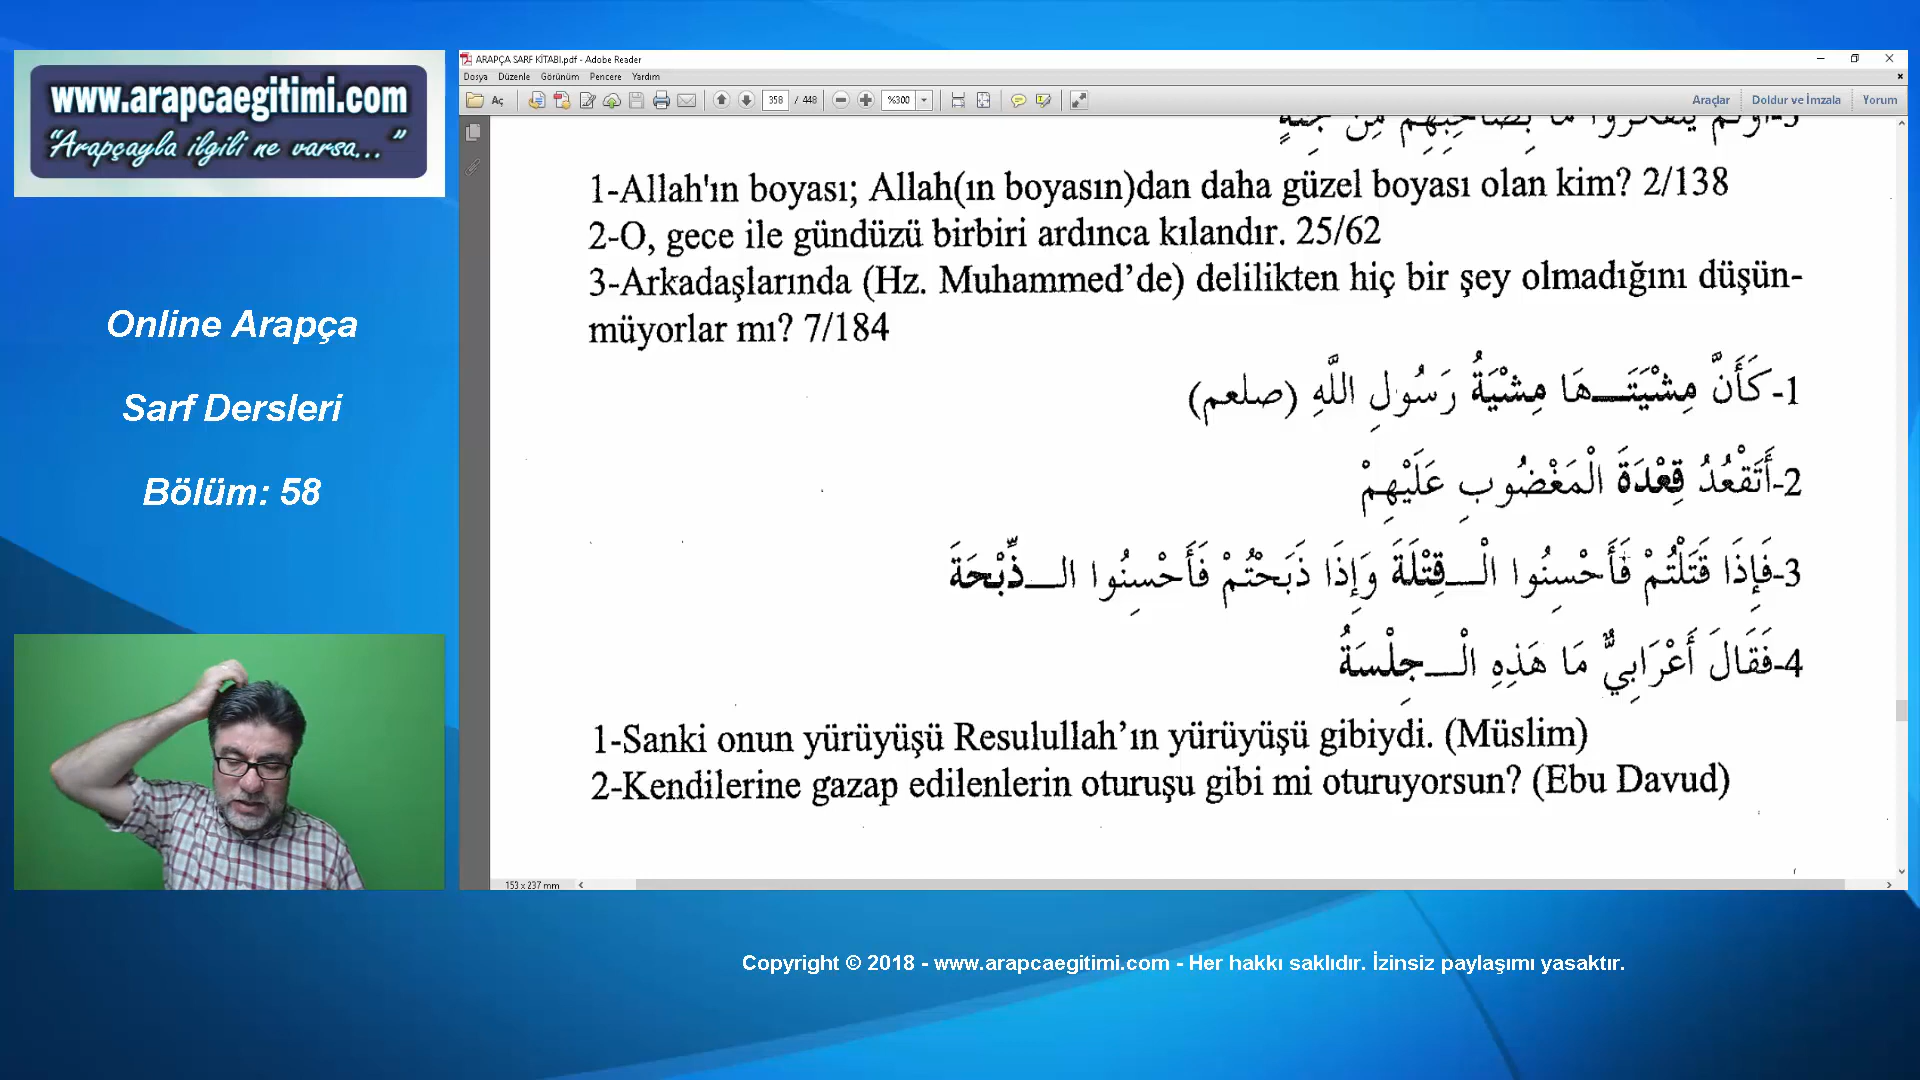 www.arapcaegitimi.com
"Arapçayla ilgili ne varsa..."
Online Arapça
Sarf Dersleri
Bölüm: 58
ARAPÇA SARF KİTABI.pdf - Adobe Reader
Dosya Düzenle Görünüm Pencere Yardım
Aç 358 / 448 %300 Araçlar Doldur ve İmzala Yorum
1-Allah'ın boyası; Allah(ın boyasın)dan daha güzel boyası olan kim? 2/138
2-O, gece ile gündüzü birbiri ardınca kılandır. 25/62
3-Arkadaşlarında (Hz. Muhammed’de) delilikten hiç bir şey olmadığını düşün-
müyorlar mı? 7/184
1-كَأَنَّ مِشْيَتَـــهَا مِشْيَةُ رَسُولِ اللَّهِ (صلعم)
2-أَتَقْعُدُ قِعْدَةَ الْمَغْضُوبِ عَلَيْهِمْ
3-فَإِذَا قَتَلْتُمْ فَأَحْسِنُوا الْـــقِتْلَةَ وَإِذَا ذَبَحْتُمْ فَأَحْسِنُوا الـــذِّبْحَةَ
4-فَقَالَ أَعْرَابِيٌّ مَا هَذِهِ الْـــجِلْسَةُ
1-Sanki onun yürüyüşü Resulullah’ın yürüyüşü gibiydi. (Müslim)
2-Kendilerine gazap edilenlerin oturuşu gibi mi oturuyorsun? (Ebu Davud)
153 x 237 mm
Copyright © 2018 - www.arapcaegitimi.com - Her hakkı saklıdır. İzinsiz paylaşımı yasaktır.